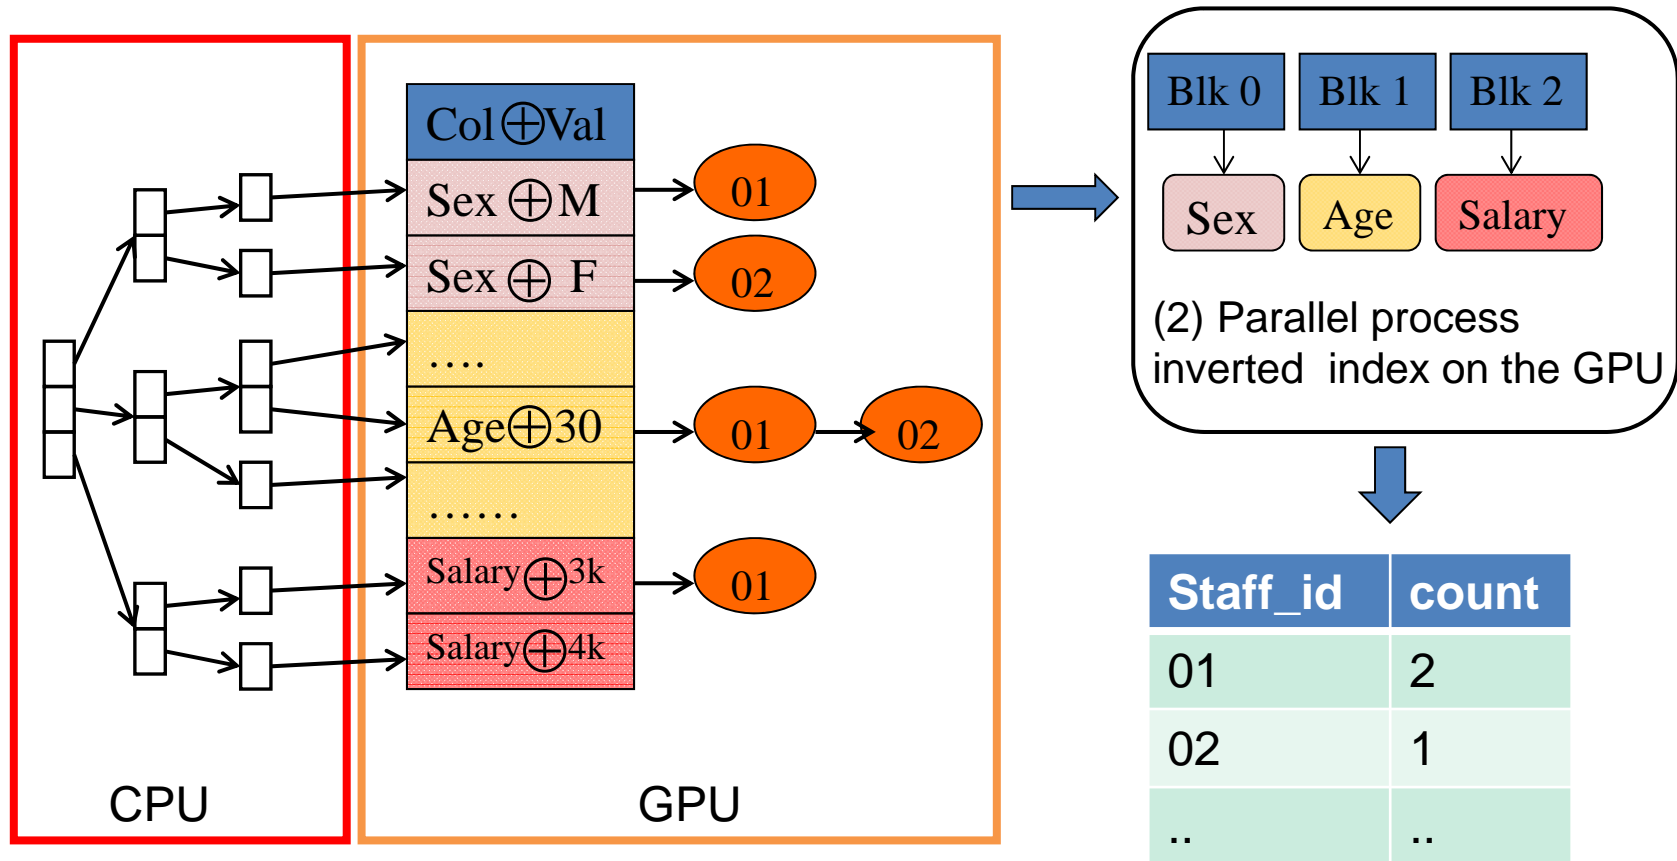 Col⊕Val
Sex ⊕ M
01
Sex ⊕ F
02
....
Age⊕30
01
02
......
Salary⊕3k
01
Salary⊕4k
CPU
GPU
Blk 0
Blk 1
Blk 2
Sex
Age
Salary
(2) Parallel process
inverted index on the GPU
Staff_id count
01 2
02 1
.. ..